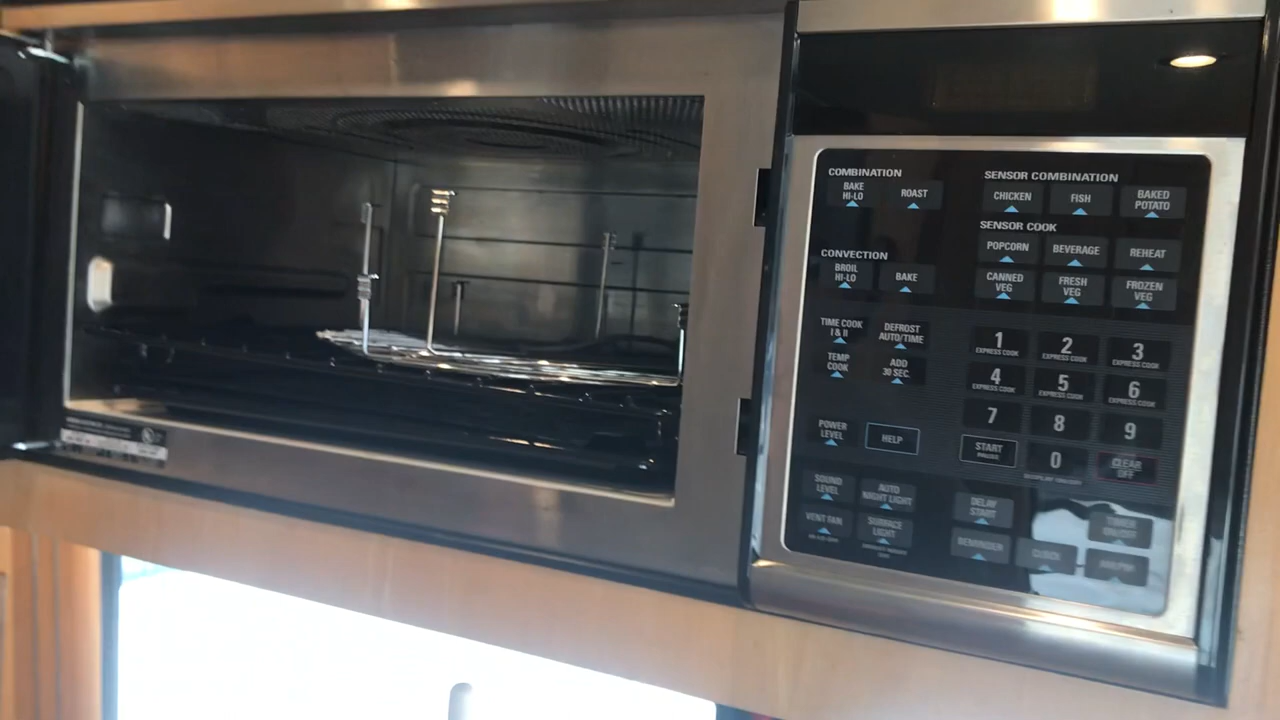 COMBINATION
BAKE
HI-LO
ROAST
SENSOR COMBINATION
CHICKEN
FISH
BAKED
POTATO
SENSOR COOK
POPCORN
BEVERAGE
REHEAT
CONVECTION
BROIL
HI-LO
BAKE
CANNED
VEG
FRESH
VEG
FROZEN
VEG
TIME COOK
I & II
DEFROST
AUTO/TIME
TEMP
COOK
ADD
30 SEC.
1
EXPRESS COOK
2
EXPRESS COOK
3
EXPRESS COOK
4
EXPRESS COOK
5
EXPRESS COOK
6
EXPRESS COOK
7
8
9
POWER
LEVEL
HELP
START
PAUSE
0
CLEAR
OFF
SOUND
LEVEL
AUTO
NIGHT LIGHT
DELAY
START
TIMER
ON/OFF
VENT FAN
SURFACE
LIGHT
REMINDER
CLOCK